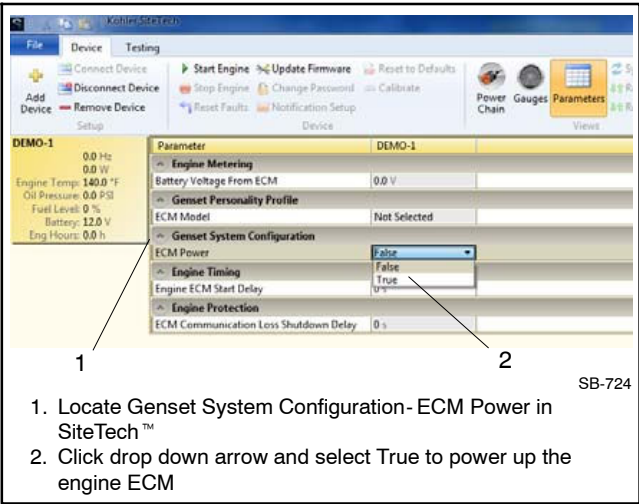 Kohler SiteTech
File Device Testing
Add Device
Connect Device
Disconnect Device
Remove Device
Setup
Start Engine
Stop Engine
Reset Faults
Update Firmware
Change Password
Notification Setup
Reset to Defaults
Calibrate
Device
Power Chain
Gauges
Parameters
Views
DEMO-1
0.0 Hz
0.0 W
Engine Temp: 140.0 °F
Oil Pressure: 0.0 PSI
Fuel Level: 0 %
Battery: 12.0 V
Eng Hours: 0.0 h
Parameter DEMO-1
Engine Metering
Battery Voltage From ECM 0.0 V
Genset Personality Profile
ECM Model Not Selected
Genset System Configuration
ECM Power False
False
True
Engine Timing
Engine ECM Start Delay 0 s
Engine Protection
ECM Communication Loss Shutdown Delay 0 s
1 2
SB-724
1. Locate Genset System Configuration-ECM Power in
SiteTech™
2. Click drop down arrow and select True to power up the
engine ECM